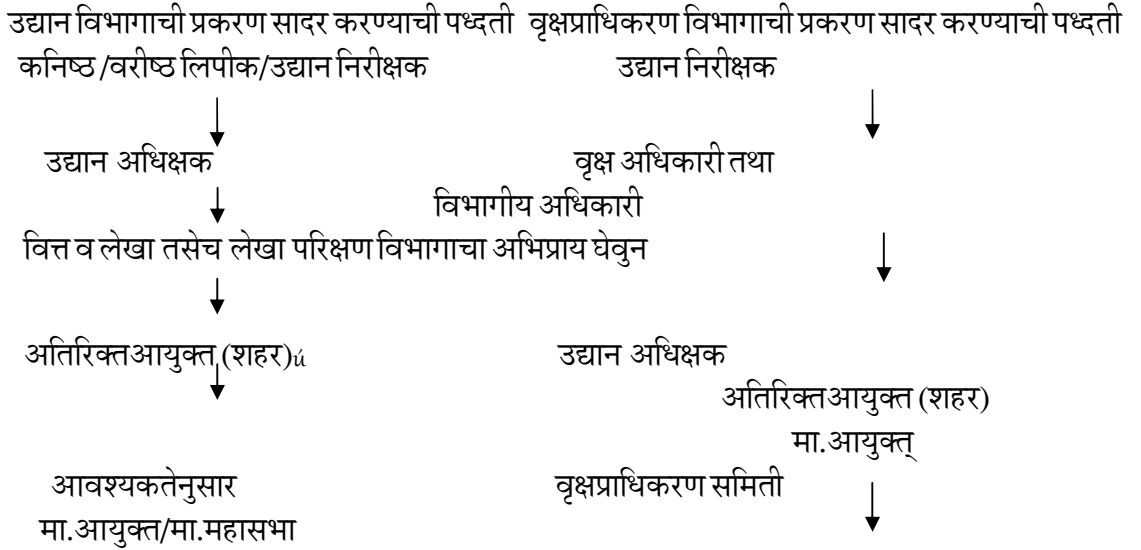 उद्यान विभागाची प्रकरण सादर करण्याची पध्दती वृक्षप्राधिकरण विभागाची प्रकरण सादर करण्याची पध्दती
कनिष्ठ /वरीष्ठ लिपीक/उद्यान निरीक्षक उद्यान निरीक्षक
उद्यान अधिक्षक वृक्ष अधिकारी तथा
विभागीय अधिकारी
वित्त व लेखा तसेच लेखा परिक्षण विभागाचा अभिप्राय घेवुन
अतिरिक्तआयुक्त (शहर)ú उद्यान अधिक्षक
अतिरिक्तआयुक्त (शहर)
मा.आयुक्त्
आवश्यकतेनुसार वृक्षप्राधिकरण समिती
मा.आयुक्त/मा.महासभा